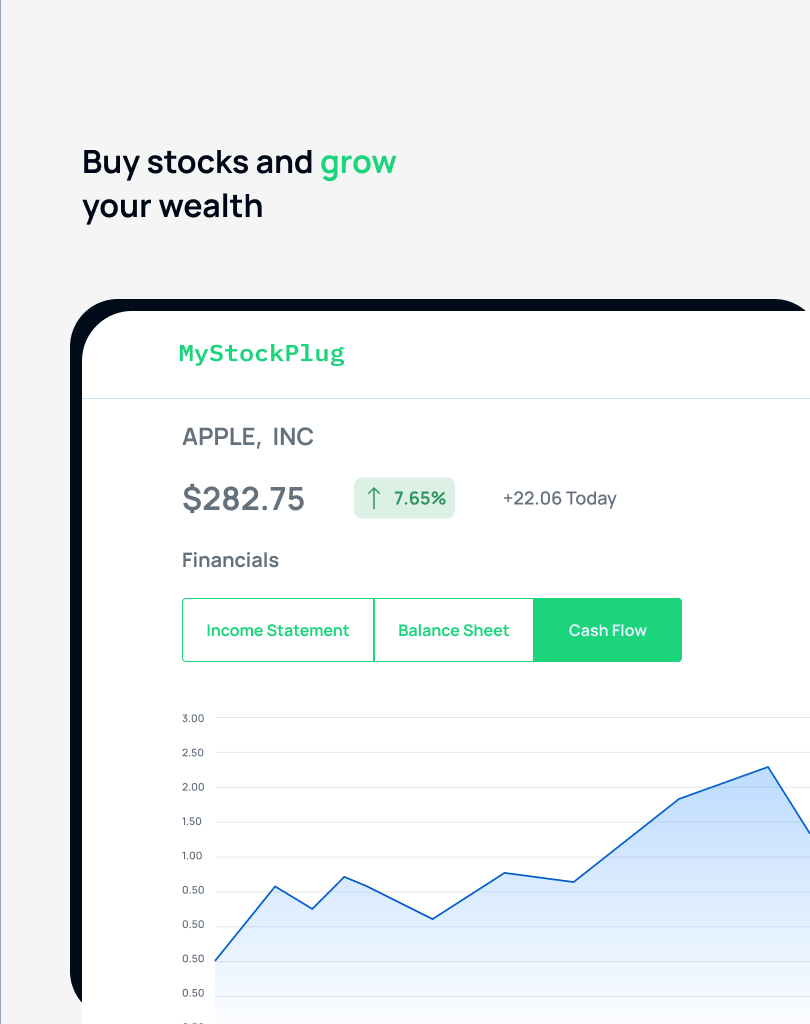 Buy stocks and grow
your wealth
MyStockPlug
APPLE, INC
$282.75 ↑ 7.65% +22.06 Today
Financials
Income Statement Balance Sheet Cash Flow
3.00
2.50
2.00
1.50
1.00
0.50
0.50
0.50
0.50